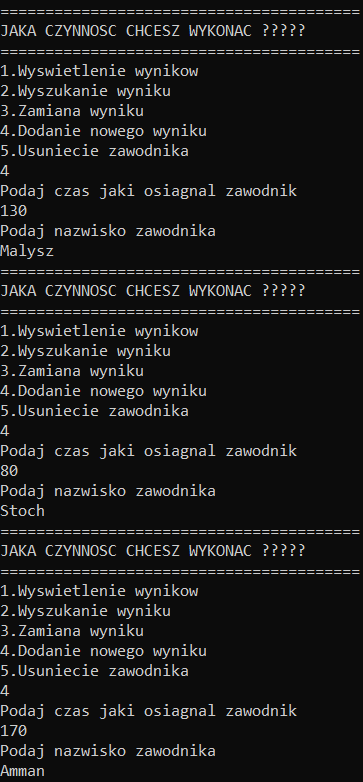 ========================================
JAKA CZYNNOSC CHCESZ WYKONAC ?????
========================================
1.Wyswietlenie wynikow
2.Wyszukanie wyniku
3.Zamiana wyniku
4.Dodanie nowego wyniku
5.Usuniecie zawodnika
4
Podaj czas jaki osiagnal zawodnik
130
Podaj nazwisko zawodnika
Malysz
========================================
JAKA CZYNNOSC CHCESZ WYKONAC ?????
========================================
1.Wyswietlenie wynikow
2.Wyszukanie wyniku
3.Zamiana wyniku
4.Dodanie nowego wyniku
5.Usuniecie zawodnika
4
Podaj czas jaki osiagnal zawodnik
80
Podaj nazwisko zawodnika
Stoch
========================================
JAKA CZYNNOSC CHCESZ WYKONAC ?????
========================================
1.Wyswietlenie wynikow
2.Wyszukanie wyniku
3.Zamiana wyniku
4.Dodanie nowego wyniku
5.Usuniecie zawodnika
4
Podaj czas jaki osiagnal zawodnik
170
Podaj nazwisko zawodnika
Amman